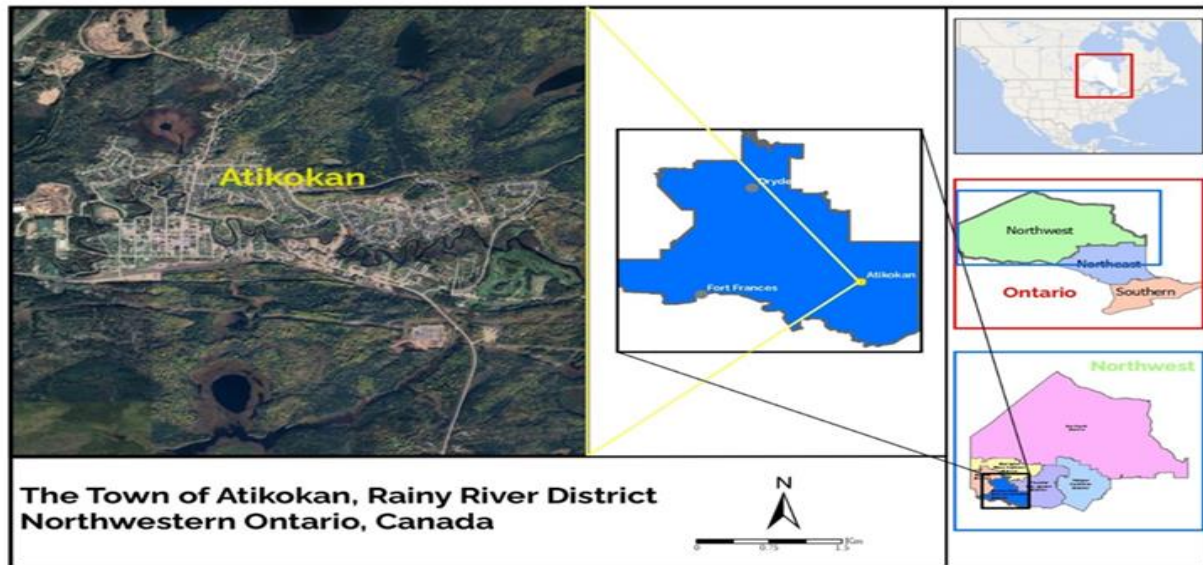 Atikokan
Dryde
Atikokan
Fort Frances
Northwest
Northeast
Southern
Ontario
Northwest
The Town of Atikokan, Rainy River District
Northwestern Ontario, Canada
N
Km
0 0.75 1.5